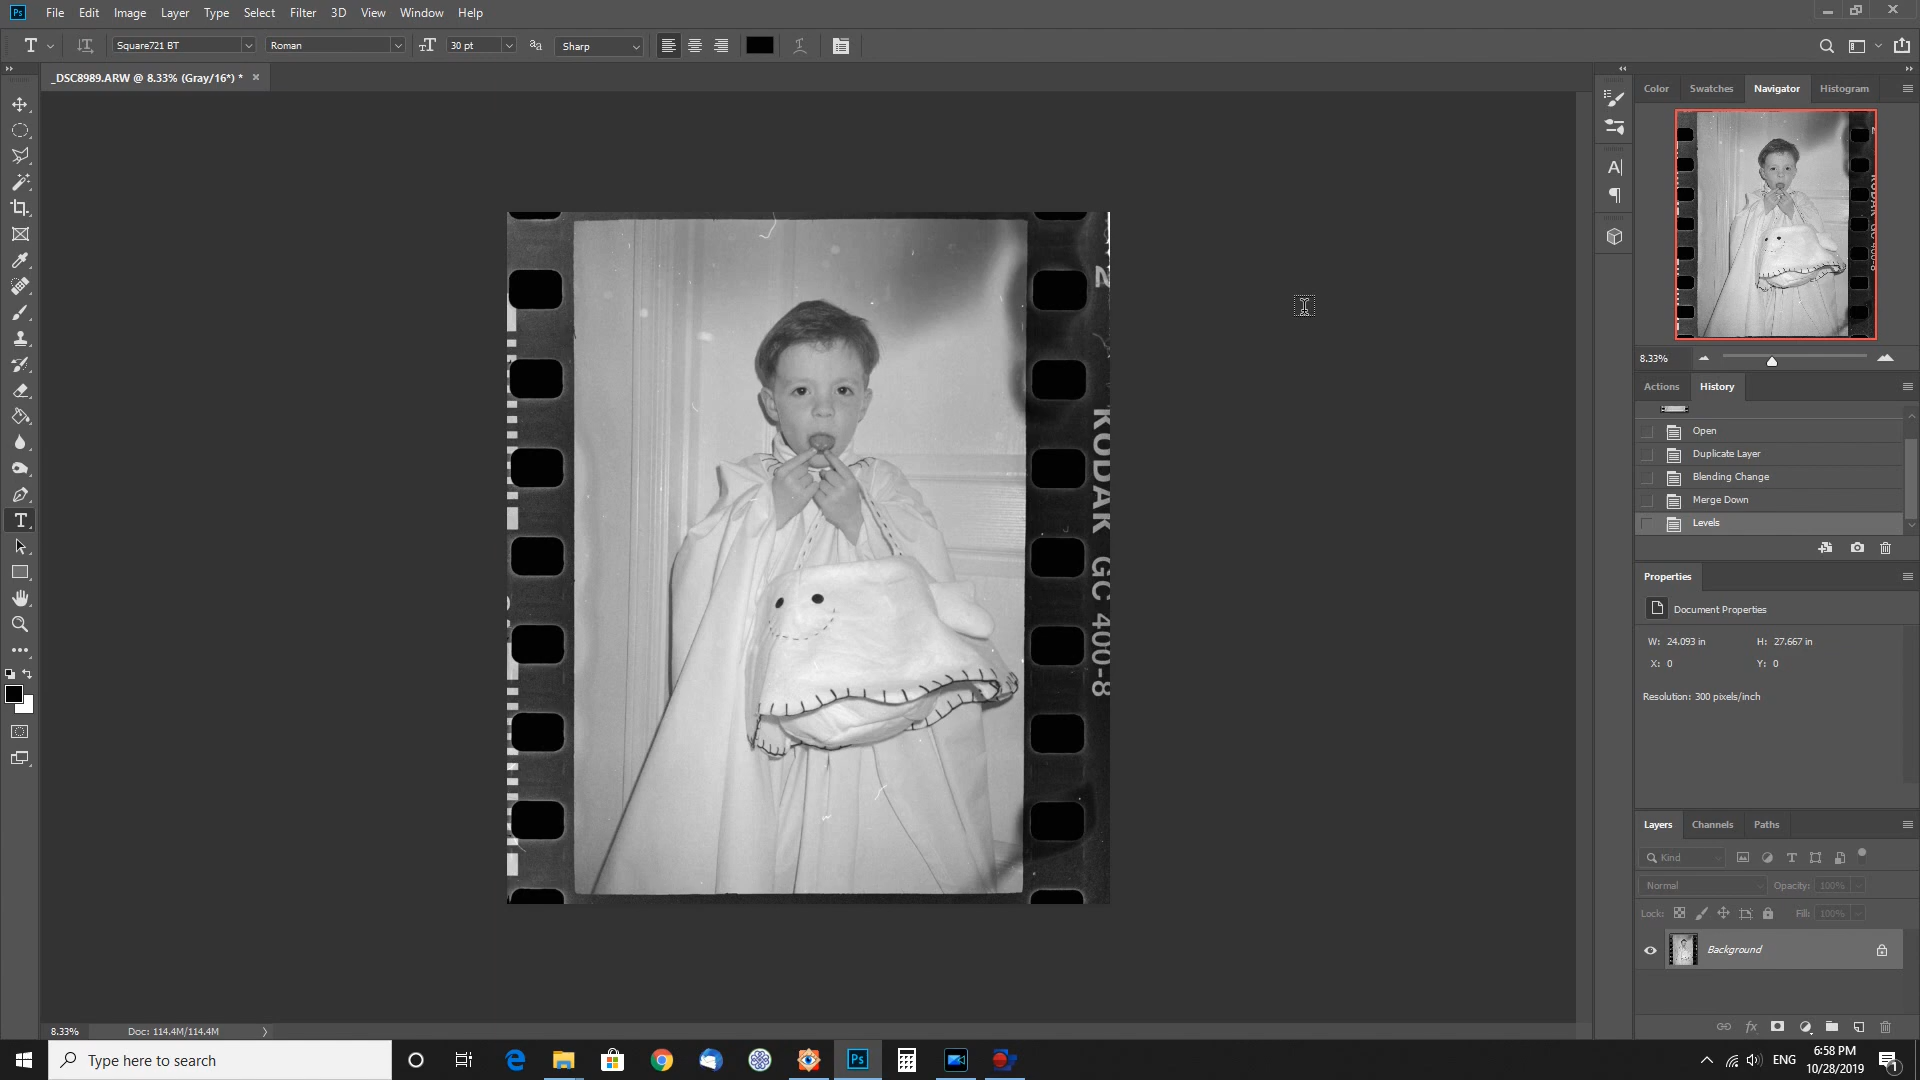 Ps File Edit Image Layer Type Select Filter 3D View Window Help
Square721 BT Roman 30 pt Sharp
_DSC8989.ARW @ 8.33% (Gray/16*) *
Color Swatches Navigator Histogram
8.33%
Actions History
Open
Duplicate Layer
Blending Change
Merge Down
Levels
Properties
Document Properties
W: 24.093 in H: 27.667 in
X: 0 Y: 0
Resolution: 300 pixels/inch
Layers Channels Paths
Kind
Normal Opacity: 100%
Lock: Fill: 100%
Background
2
KODAK GC 400-8
8.33% Doc: 114.4M/114.4M
Type here to search
Ps
ENG
6:58 PM
10/28/2019
1